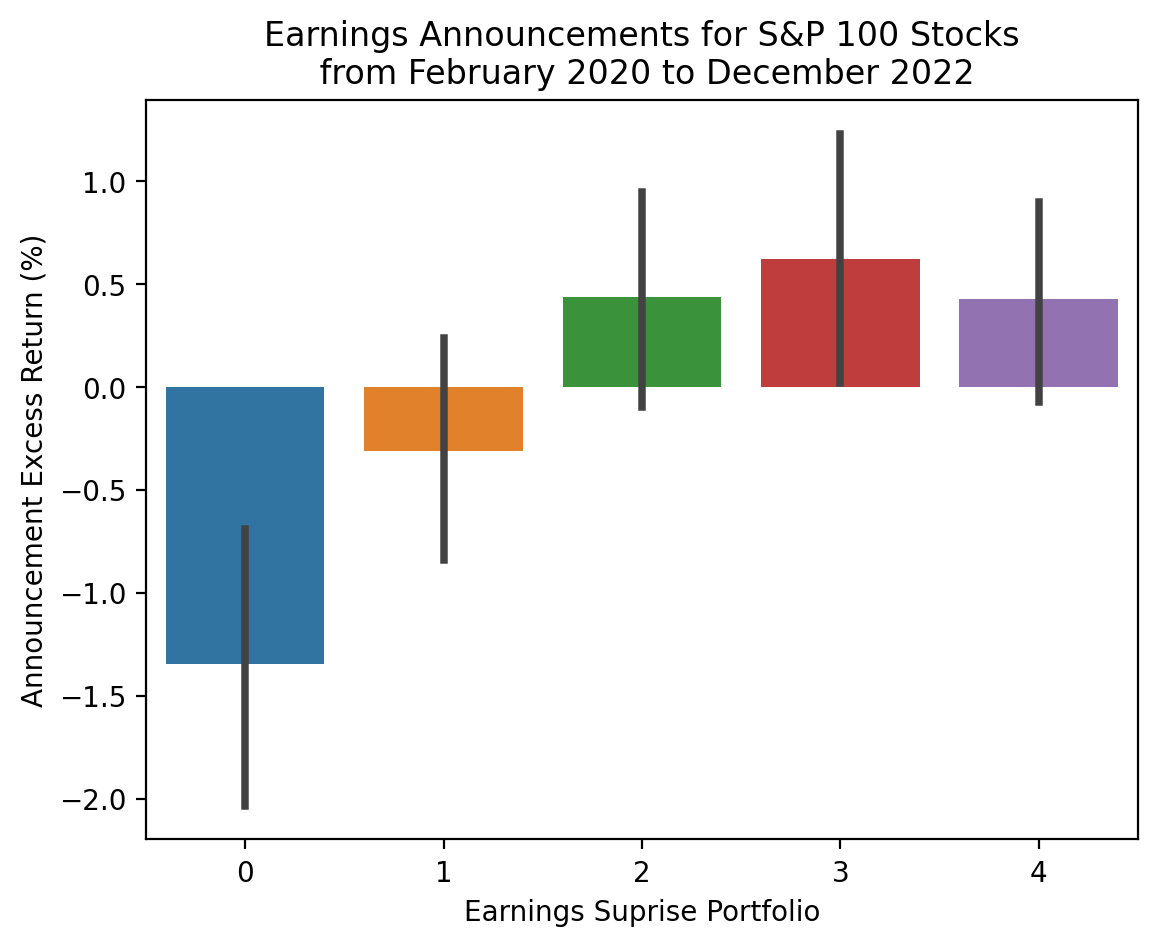 Earnings Announcements for S&P 100 Stocks
from February 2020 to December 2022
Announcement Excess Return (%)
1.0
0.5
0.0
−0.5
−1.0
−1.5
−2.0
0 1 2 3 4
Earnings Suprise Portfolio